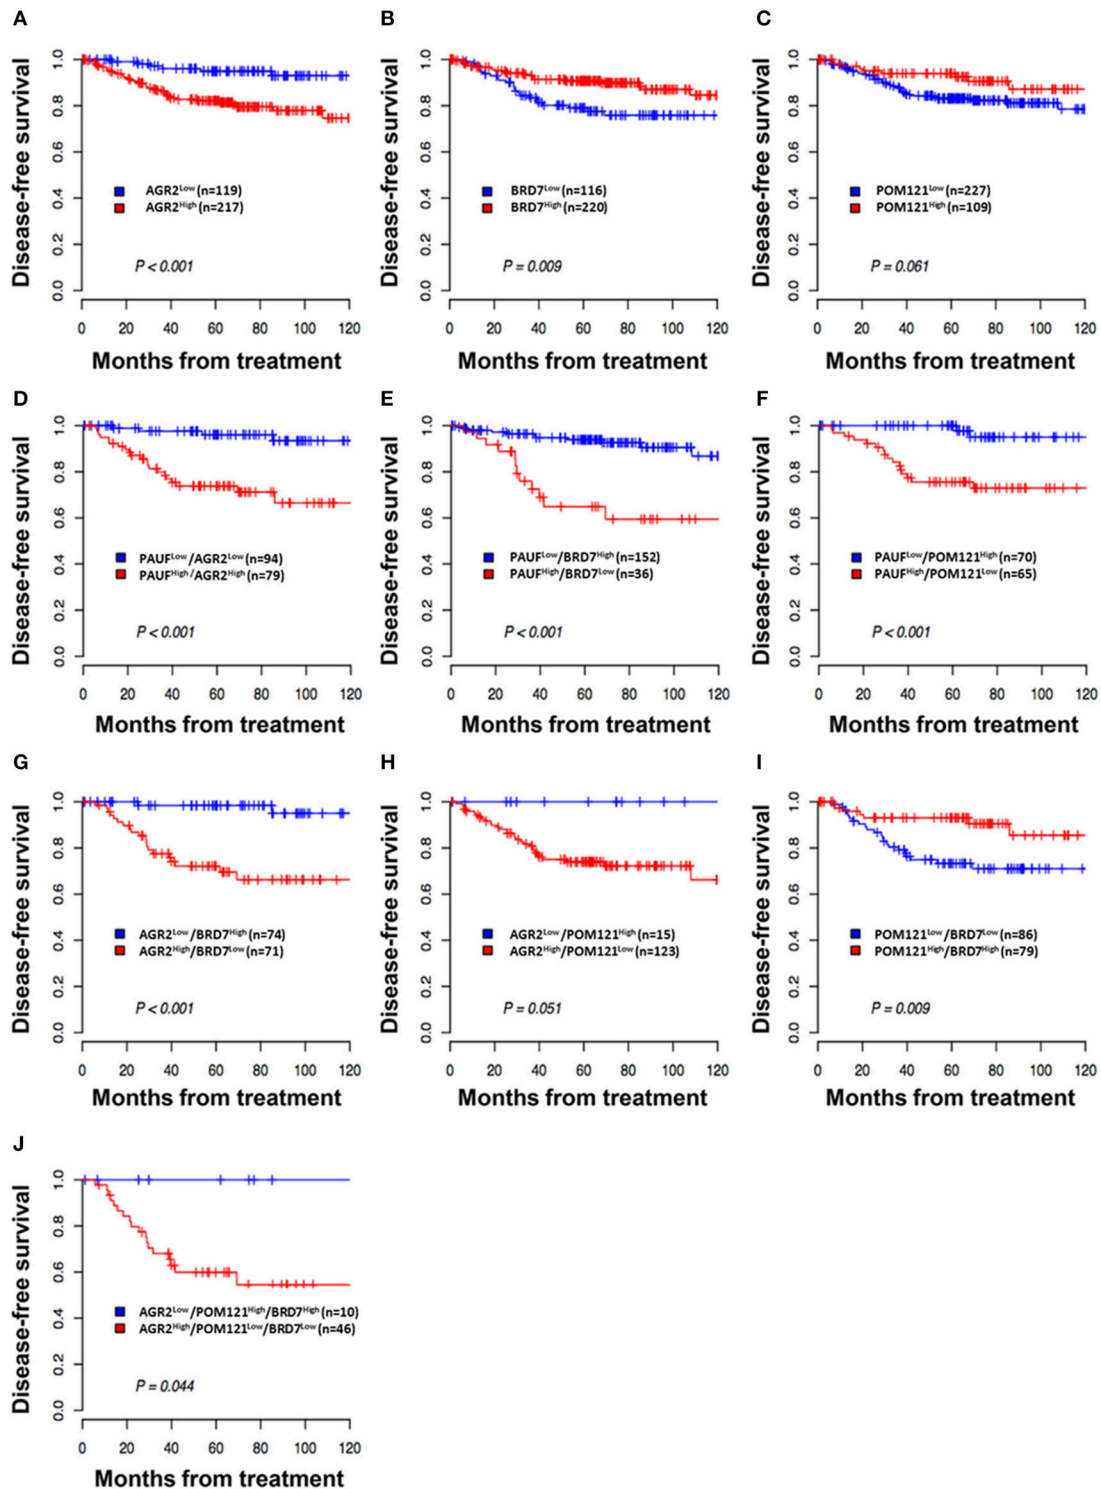 A
Disease-free survival
1.0
0.8
0.6
0.4
0.2
0.0
AGR2Low (n=119)
AGR2High (n=217)
P < 0.001
0 20 40 60 80 100 120
Months from treatment
B
Disease-free survival
1.0
0.8
0.6
0.4
0.2
0.0
BRD7Low (n=116)
BRD7High (n=220)
P = 0.009
0 20 40 60 80 100 120
Months from treatment
C
Disease-free survival
1.0
0.8
0.6
0.4
0.2
0.0
POM121Low (n=227)
POM121High (n=109)
P = 0.061
0 20 40 60 80 100 120
Months from treatment
D
Disease-free survival
1.0
0.8
0.6
0.4
0.2
0.0
PAUFLow/AGR2Low (n=94)
PAUFHigh/AGR2High (n=79)
P < 0.001
0 20 40 60 80 100 120
Months from treatment
E
Disease-free survival
1.0
0.8
0.6
0.4
0.2
0.0
PAUFLow/BRD7High (n=152)
PAUFHigh/BRD7Low (n=36)
P < 0.001
0 20 40 60 80 100 120
Months from treatment
F
Disease-free survival
1.0
0.8
0.6
0.4
0.2
0.0
PAUFLow/POM121High (n=70)
PAUFHigh/POM121Low (n=65)
P < 0.001
0 20 40 60 80 100 120
Months from treatment
G
Disease-free survival
1.0
0.8
0.6
0.4
0.2
0.0
AGR2Low/BRD7High (n=74)
AGR2High/BRD7Low (n=71)
P < 0.001
0 20 40 60 80 100 120
Months from treatment
H
Disease-free survival
1.0
0.8
0.6
0.4
0.2
0.0
AGR2Low/POM121High (n=15)
AGR2High/POM121Low (n=123)
P = 0.051
0 20 40 60 80 100 120
Months from treatment
I
Disease-free survival
1.0
0.8
0.6
0.4
0.2
0.0
POM121Low/BRD7Low (n=86)
POM121High/BRD7High (n=79)
P = 0.009
0 20 40 60 80 100 120
Months from treatment
J
Disease-free survival
1.0
0.8
0.6
0.4
0.2
0.0
AGR2Low/POM121High/BRD7High (n=10)
AGR2High/POM121Low/BRD7Low (n=46)
P = 0.044
0 20 40 60 80 100 120
Months from treatment